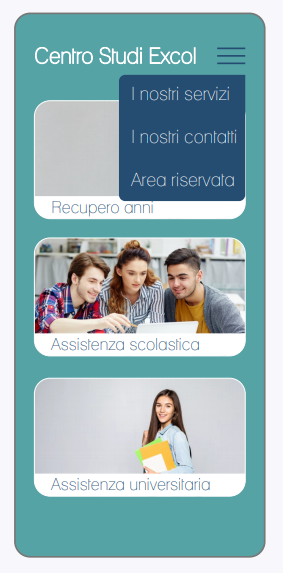 Centro Studi Excol
I nostri servizi
I nostri contatti
Area riservata
Recupero anni
Assistenza scolastica
Assistenza universitaria